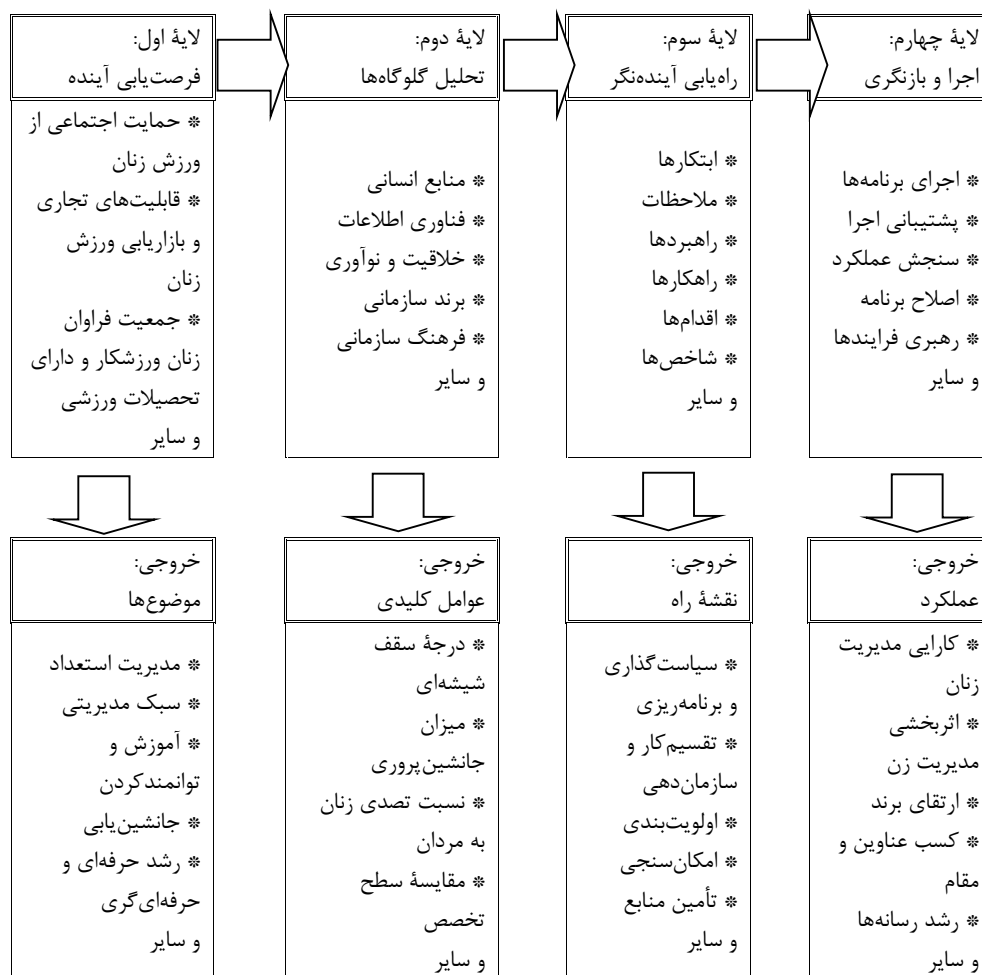 لایۀ اول:
فرصت‌یابی آینده
* حمایت اجتماعی از
ورزش زنان
* قابلیت‌های تجاری
و بازاریابی ورزش
زنان
* جمعیت فراوان
زنان ورزشکار و دارای
تحصیلات ورزشی
و سایر
لایۀ دوم:
تحلیل گلوگاه‌ها
* منابع انسانی
* فناوری اطلاعات
* خلاقیت و نوآوری
* برند سازمانی
* فرهنگ سازمانی
و سایر
لایۀ سوم:
راه‌یابی آینده‌نگر
* ابتکارها
* ملاحظات
* راهبردها
* راهکارها
* اقدام‌ها
* شاخص‌ها
و سایر
لایۀ چهارم:
اجرا و بازنگری
* اجرای برنامه‌ها
* پشتیبانی اجرا
* سنجش عملکرد
* اصلاح برنامه
* رهبری فرایندها
و سایر
خروجی:
موضوع‌ها
* مدیریت استعداد
* سبک مدیریتی
* آموزش و
توانمندکردن
* جانشین‌یابی
* رشد حرفه‌ای و
حرفه‌ای‌گری
و سایر
خروجی:
عوامل کلیدی
* درجۀ سقف
شیشه‌ای
* میزان
جانشین‌پروری
* نسبت تصدی زنان
به مردان
* مقایسۀ سطح
تخصص
و سایر
خروجی:
نقشۀ راه
* سیاست‌گذاری
و برنامه‌ریزی
* تقسیم‌کار و
سازمان‌دهی
* اولویت‌بندی
* امکان‌سنجی
* تأمین منابع
و سایر
خروجی:
عملکرد
* کارایی مدیریت
زنان
* اثربخشی
مدیریت زن
* ارتقای برند
* کسب عناوین و
مقام
* رشد رسانه‌ها
و سایر